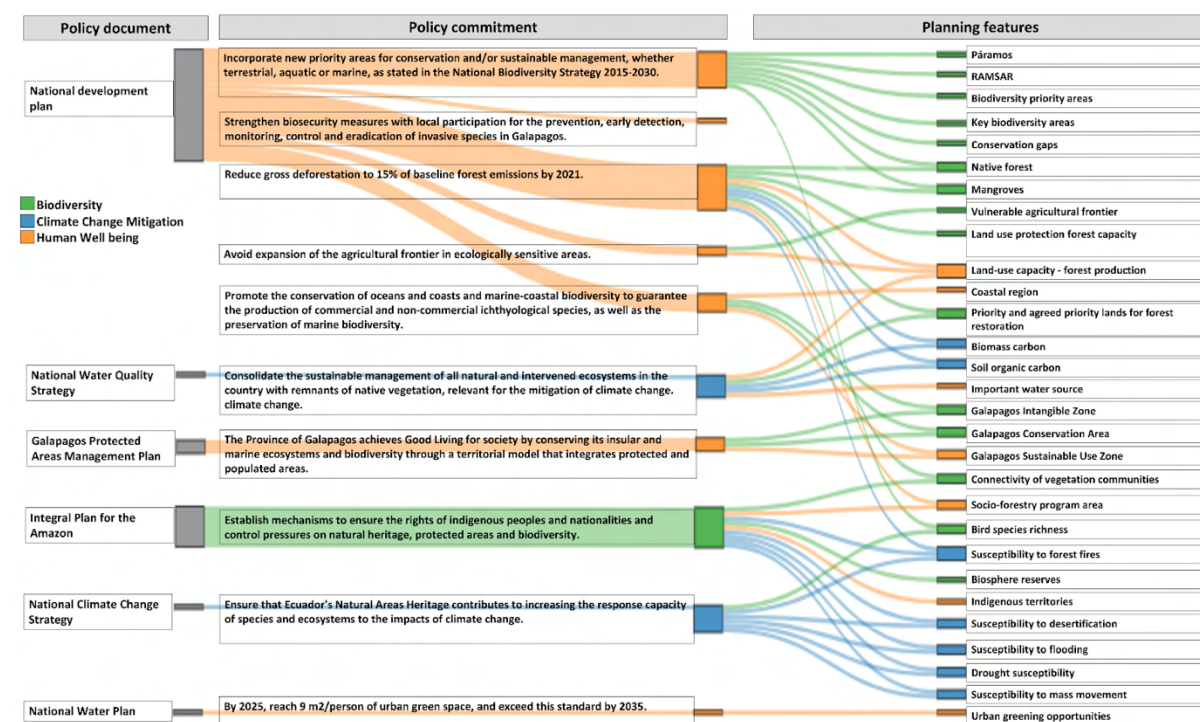 Policy document
Policy commitment
Planning features
National development
plan
Biodiversity
Climate Change Mitigation
Human Well being
National Water Quality
Strategy
Galapagos Protected
Areas Management Plan
Integral Plan for the
Amazon
National Climate Change
Strategy
National Water Plan
Incorporate new priority areas for conservation and/or sustainable management, whether
terrestrial, aquatic or marine, as stated in the National Biodiversity Strategy 2015-2030.
Strengthen biosecurity measures with local participation for the prevention, early detection,
monitoring, control and eradication of invasive species in Galapagos.
Reduce gross deforestation to 15% of baseline forest emissions by 2021.
Avoid expansion of the agricultural frontier in ecologically sensitive areas.
Promote the conservation of oceans and coasts and marine-coastal biodiversity to guarantee
the production of commercial and non-commercial ichthyological species, as well as the
preservation of marine biodiversity.
Consolidate the sustainable management of all natural and intervened ecosystems in the
country with remnants of native vegetation, relevant for the mitigation of climate change.
climate change.
The Province of Galapagos achieves Good Living for society by conserving its insular and
marine ecosystems and biodiversity through a territorial model that integrates protected and
populated areas.
Establish mechanisms to ensure the rights of indigenous peoples and nationalities and
control pressures on natural heritage, protected areas and biodiversity.
Ensure that Ecuador's Natural Areas Heritage contributes to increasing the response capacity
of species and ecosystems to the impacts of climate change.
By 2025, reach 9 m2/person of urban green space, and exceed this standard by 2035.
Páramos
RAMSAR
Biodiversity priority areas
Key biodiversity areas
Conservation gaps
Native forest
Mangroves
Vulnerable agricultural frontier
Land use protection forest capacity
Land-use capacity - forest production
Coastal region
Priority and agreed priority lands for forest
restoration
Biomass carbon
Soil organic carbon
Important water source
Galapagos Intangible Zone
Galapagos Conservation Area
Galapagos Sustainable Use Zone
Connectivity of vegetation communities
Socio-forestry program area
Bird species richness
Susceptibility to forest fires
Biosphere reserves
Indigenous territories
Susceptibility to desertification
Susceptibility to flooding
Drought susceptibility
Susceptibility to mass movement
Urban greening opportunities